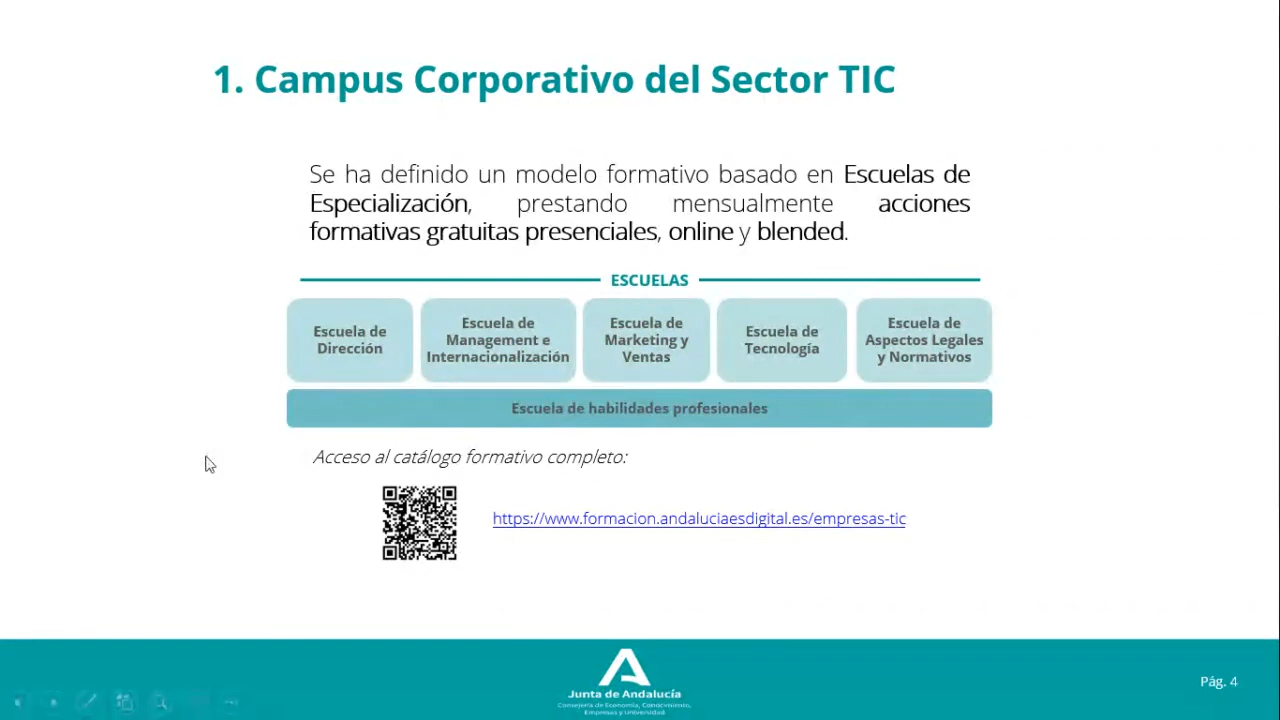 1. Campus Corporativo del Sector TIC
Se ha definido un modelo formativo basado en Escuelas de
Especialización, prestando mensualmente acciones
formativas gratuitas presenciales, online y blended.
ESCUELAS
Escuela de
Dirección
Escuela de
Management e
Internacionalización
Escuela de
Marketing y
Ventas
Escuela de
Tecnología
Escuela de
Aspectos Legales
y Normativos
Escuela de habilidades profesionales
Acceso al catálogo formativo completo:
https://www.formacion.andaluciaesdigital.es/empresas-tic
Junta de Andalucía
Consejería de Economía, Conocimiento,
Empresas y Universidad
Pág. 4